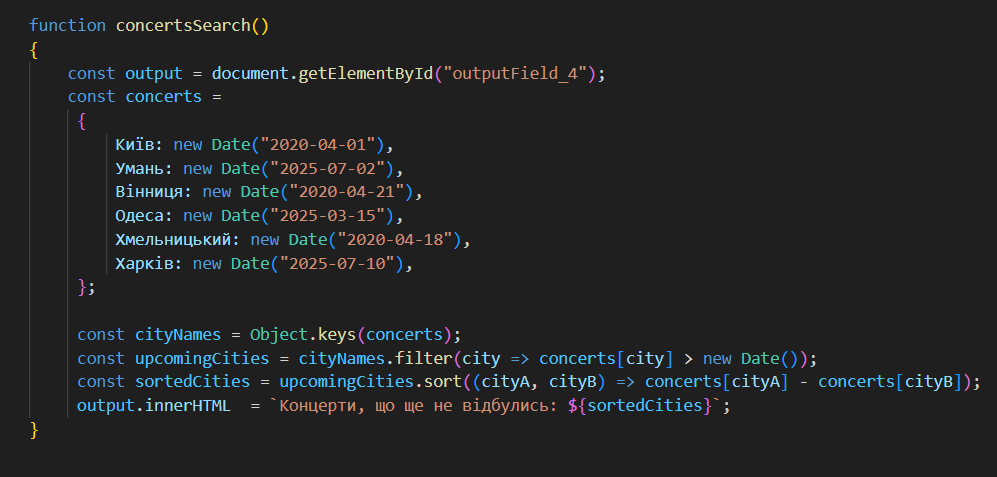 function concertsSearch()
{
    const output = document.getElementById("outputField_4");
    const concerts =
     {
         Київ: new Date("2020-04-01"),
         Умань: new Date("2025-07-02"),
         Вінниця: new Date("2020-04-21"),
         Одеса: new Date("2025-03-15"),
         Хмельницький: new Date("2020-04-18"),
         Харків: new Date("2025-07-10"),
     };

     const cityNames = Object.keys(concerts);
     const upcomingCities = cityNames.filter(city => concerts[city] > new Date());
     const sortedCities = upcomingCities.sort((cityA, cityB) => concerts[cityA] - concerts[cityB]);
     output.innerHTML  = `Концерти, що ще не відбулись: ${sortedCities}`;
}